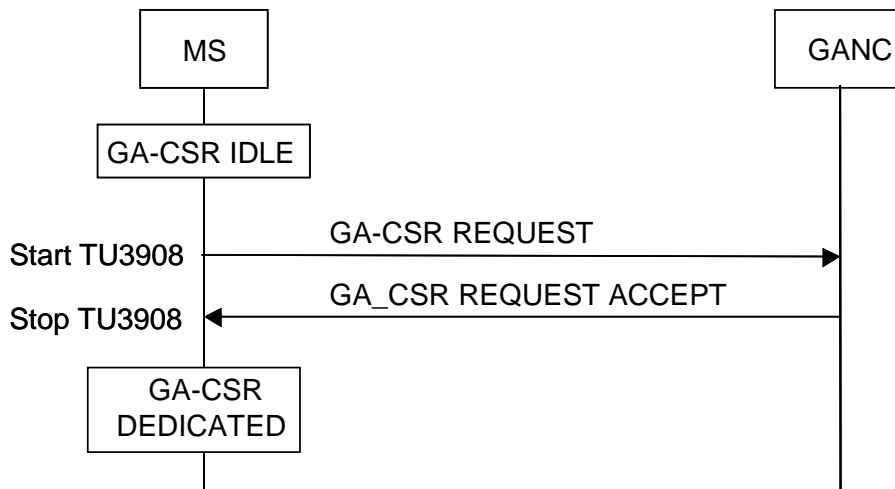 MS
GANC
GA-CSR IDLE
GA-CSR REQUEST
Start TU3908
GA_CSR REQUEST ACCEPT
Stop TU3908
GA-CSR
DEDICATED